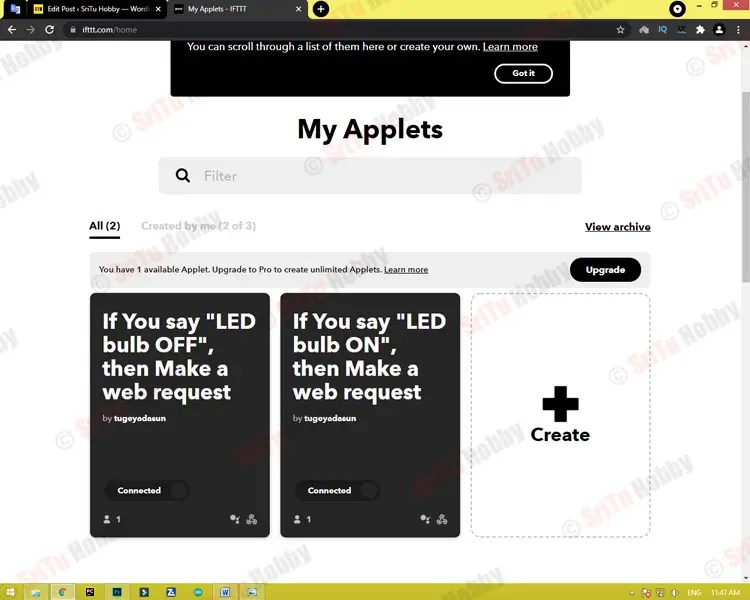 Edit Post ‹ SriTu Hobby — Word
My Applets - IFTTT
ifttt.com/home
IQ
You can scroll through a list of them here or create your own. Learn more
Got it
My Applets
Filter
All (2)
Created by me (2 of 3)
View archive
You have 1 available Applet. Upgrade to Pro to create unlimited Applets. Learn more
Upgrade
If You say "LED
bulb OFF",
then Make a
web request
by tugeyadasun
Connected
1
If You say "LED
bulb ON",
then Make a
web request
by tugeyadasun
Connected
1
Create
© SriTu Hobby
ENG
11:47 AM